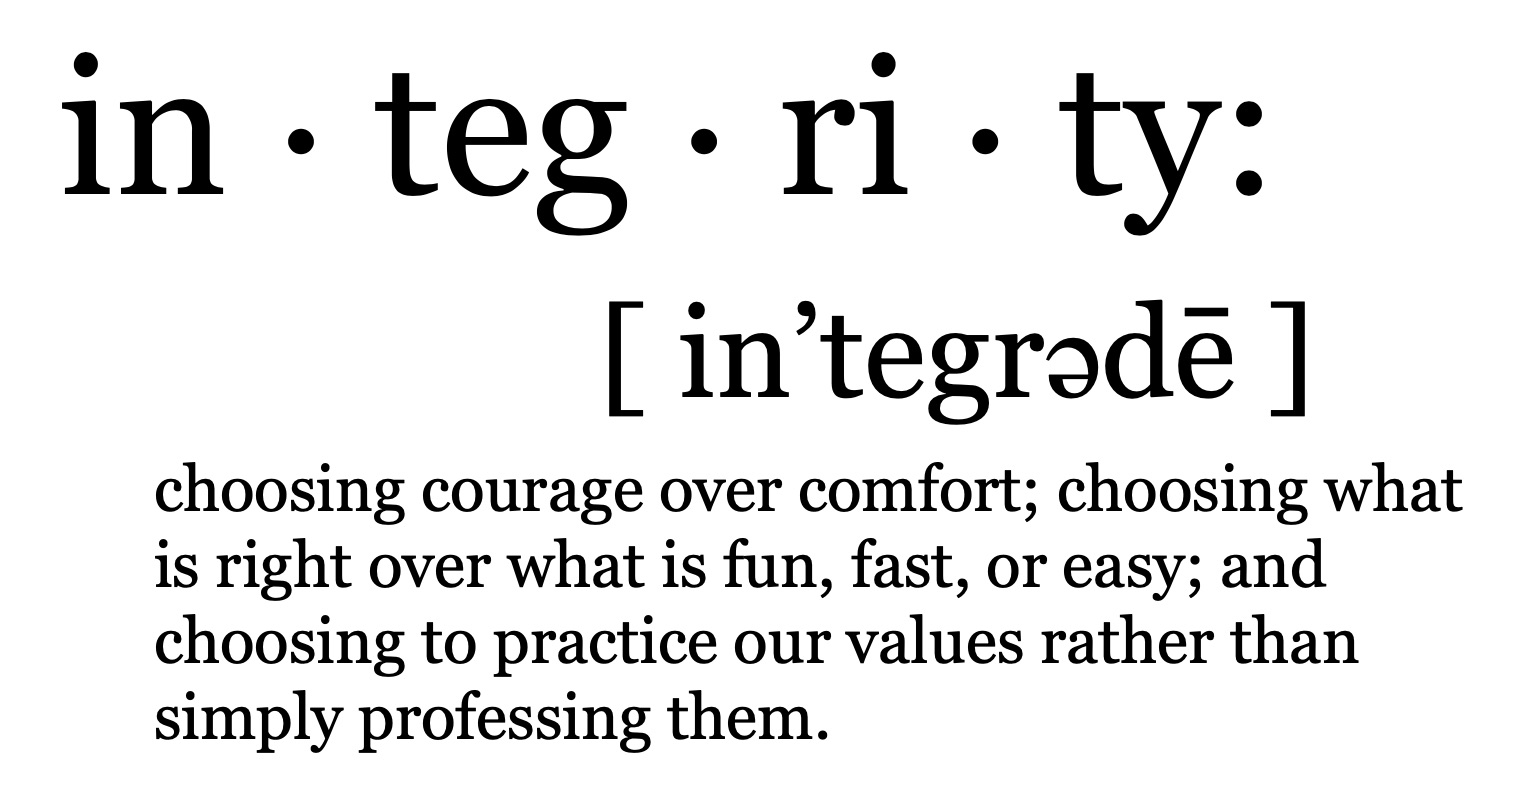 in · teg · ri · ty:
[ in’tegrədē ]
choosing courage over comfort; choosing what
is right over what is fun, fast, or easy; and
choosing to practice our values rather than
simply professing them.